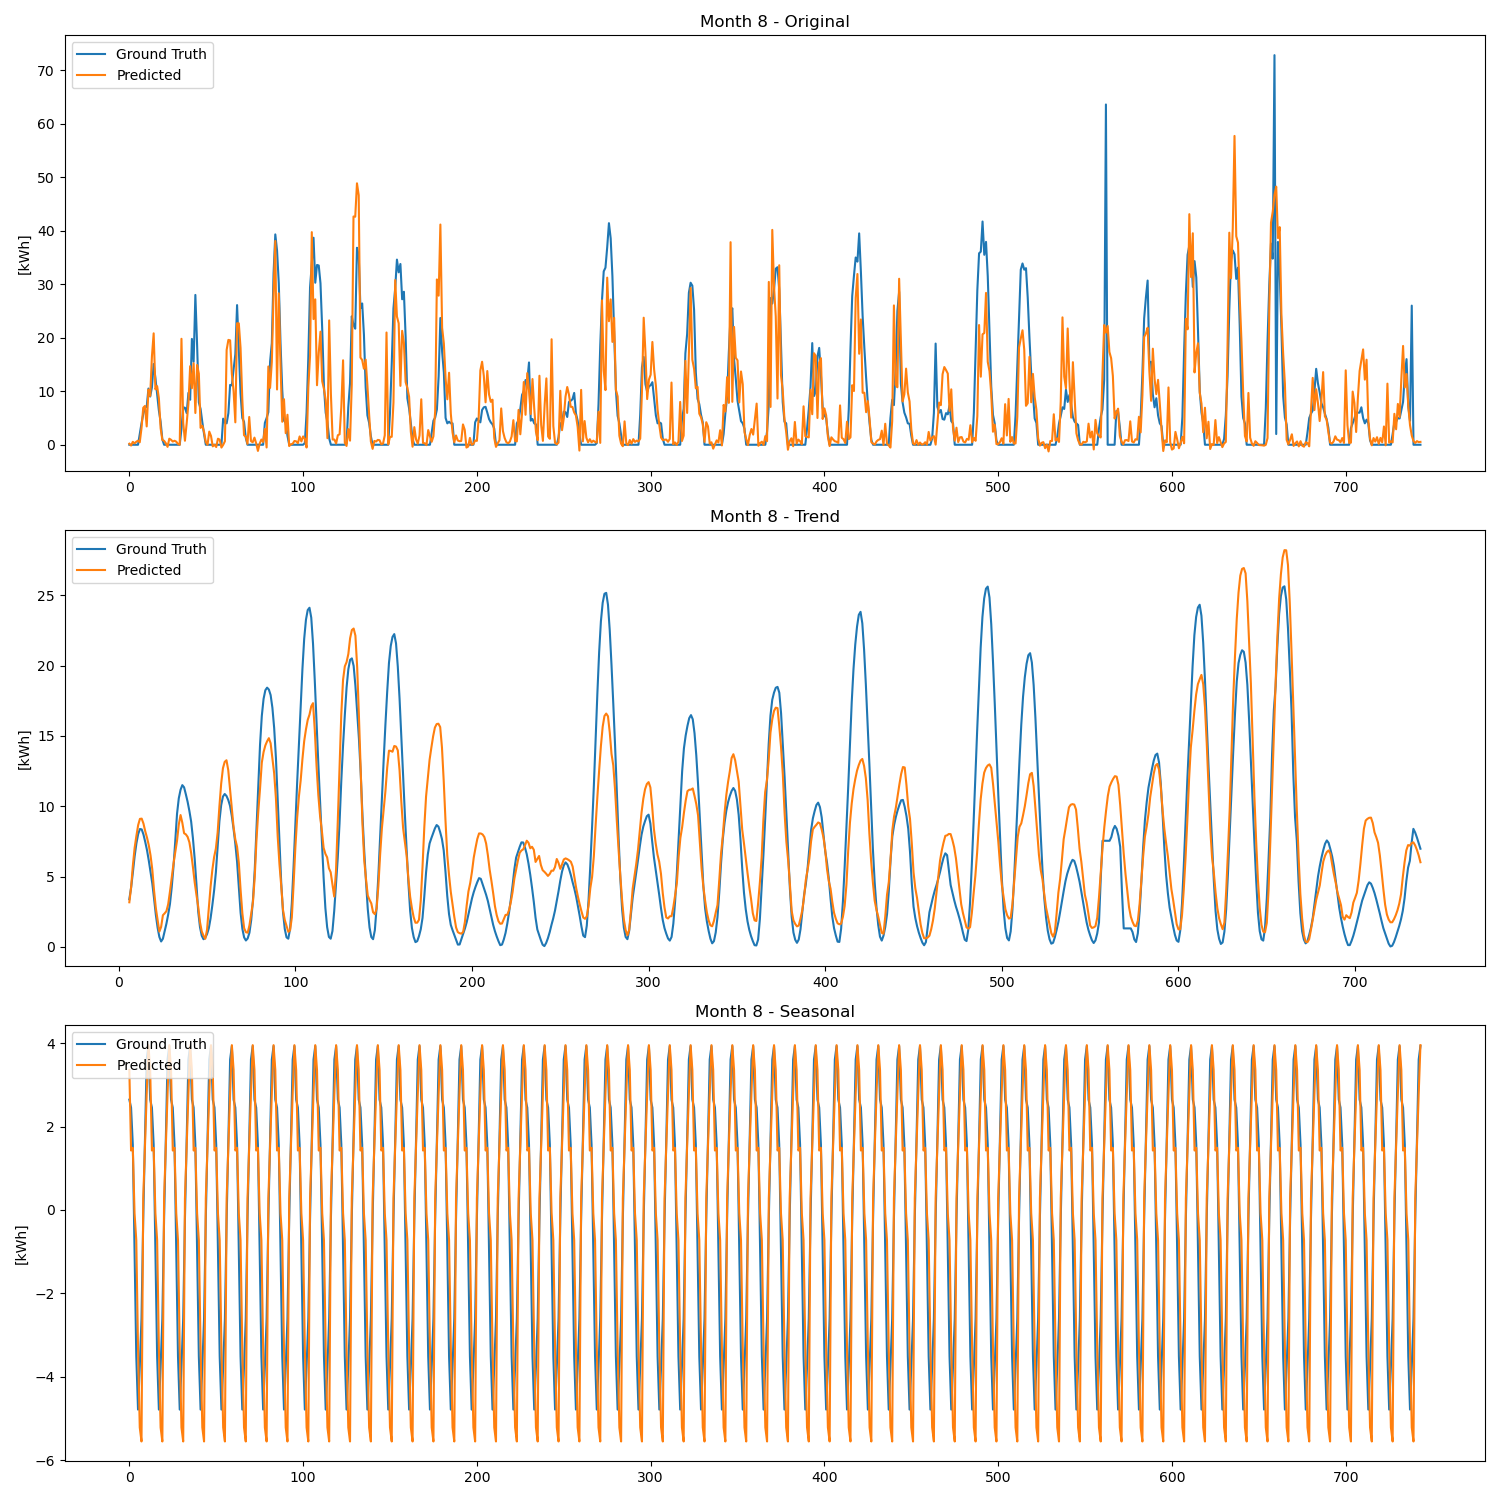 Month 8 - Original
Ground Truth
Predicted
[kWh]
70
60
50
40
30
20
10
0
0 100 200 300 400 500 600 700
Month 8 - Trend
Ground Truth
Predicted
[kWh]
25
20
15
10
5
0
0 100 200 300 400 500 600 700
Month 8 - Seasonal
Ground Truth
Predicted
[kWh]
4
2
0
−2
−4
−6
0 100 200 300 400 500 600 700